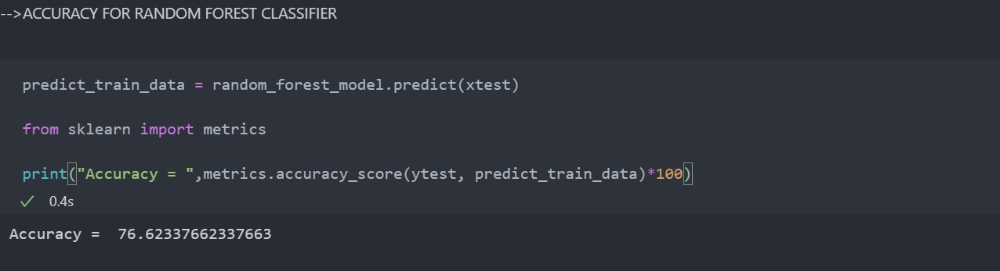 -->ACCURACY FOR RANDOM FOREST CLASSIFIER
predict_train_data = random_forest_model.predict(xtest)
from sklearn import metrics
print("Accuracy = ",metrics.accuracy_score(ytest, predict_train_data)*100)
✓ 0.4s
Accuracy =  76.62337662337663